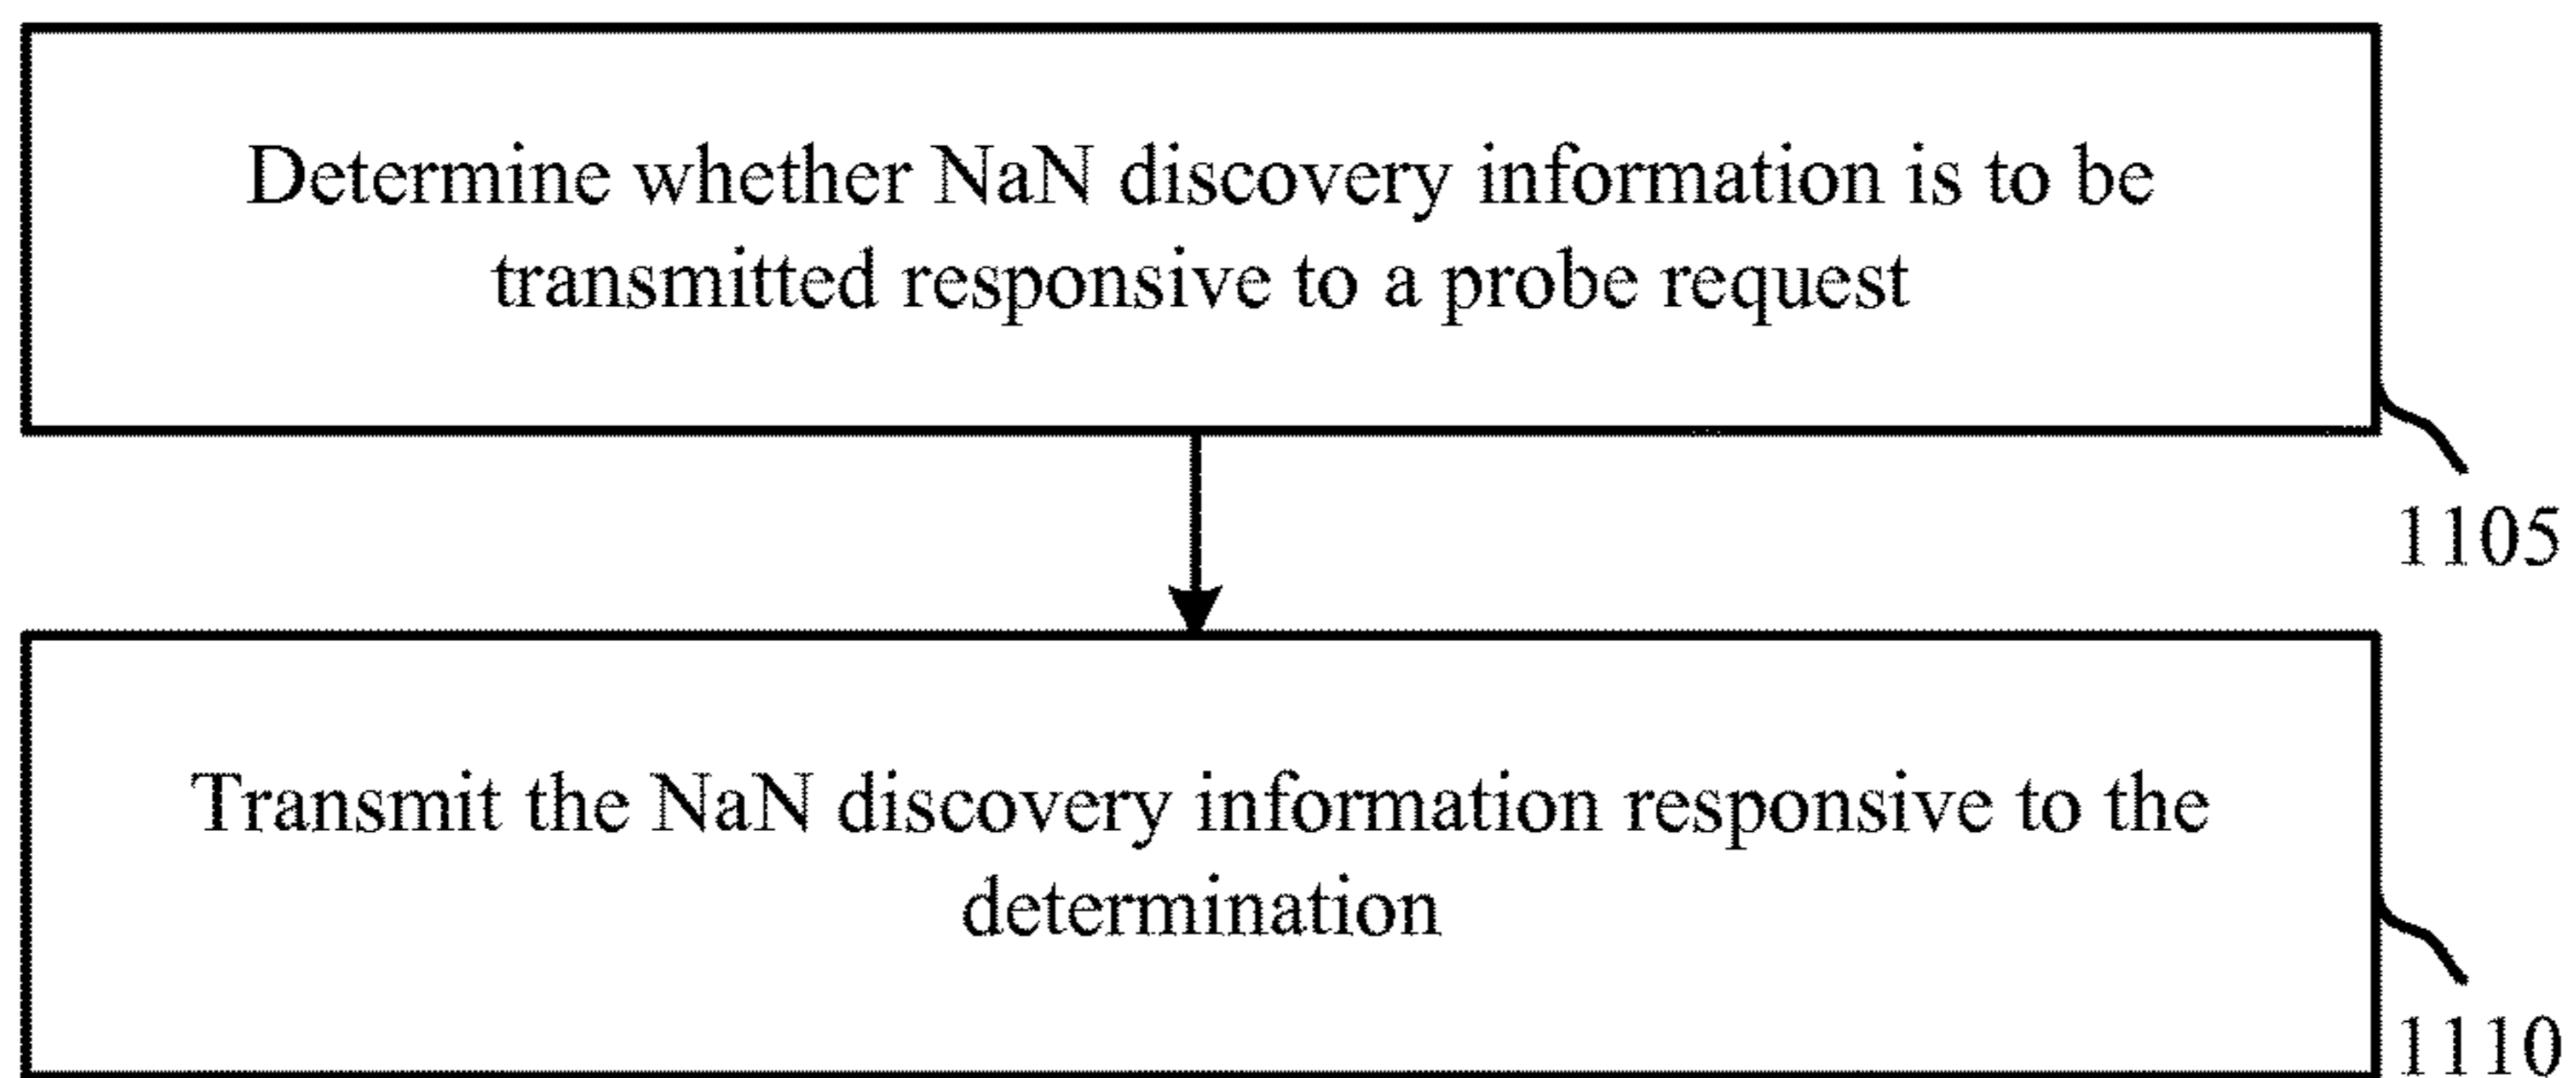 Determine whether NaN discovery information is to be
transmitted responsive to a probe request
1105
Transmit the NaN discovery information responsive to the
determination
1110